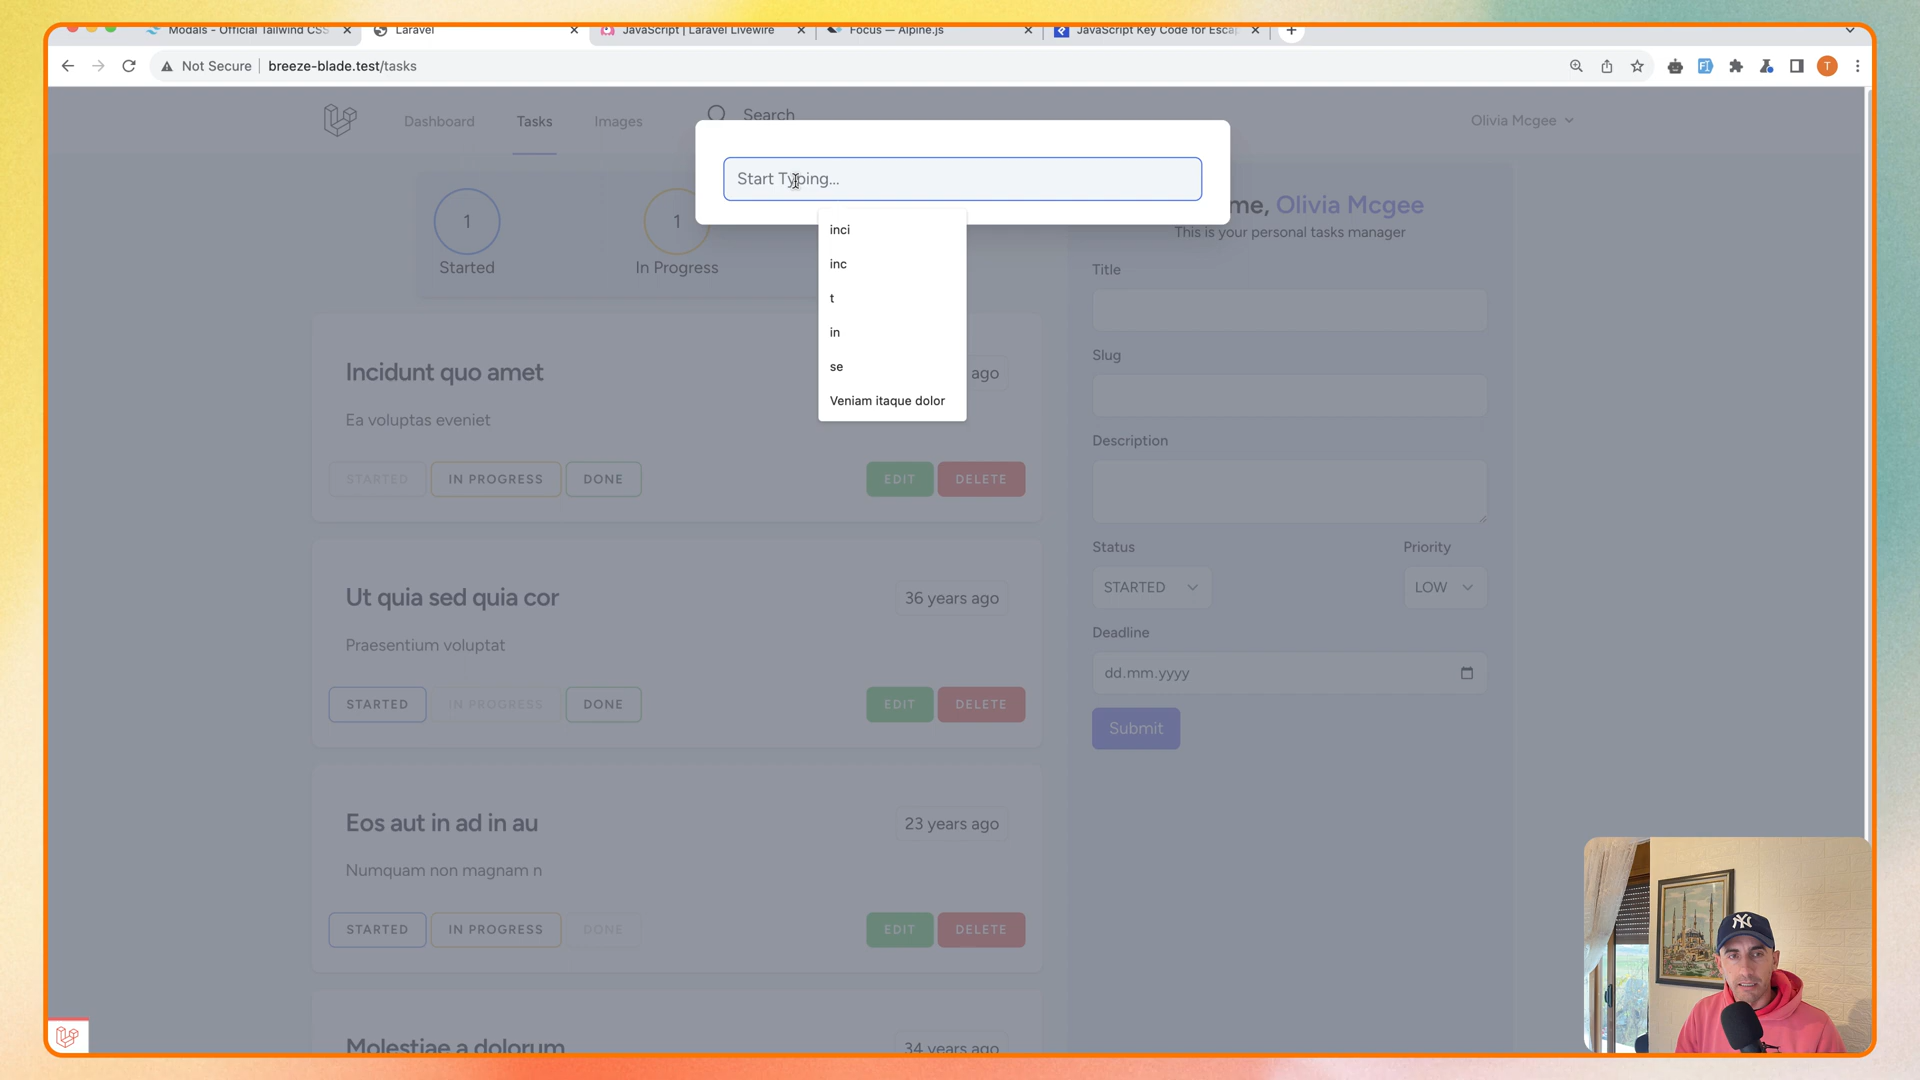 Modals - Official Tailwind CSS
Laravel
JavaScript | Laravel Livewire
Focus — Alpine.js
JavaScript Key Code for Escap
Not Secure
breeze-blade.test/tasks
T
Dashboard
Tasks
Images
Search
Olivia Mcgee
Start Typing...
inci
inc
t
in
se
Veniam itaque dolor
1
Started
1
In Progress
me, Olivia Mcgee
This is your personal tasks manager
Title
Slug
Description
Status
Priority
STARTED
LOW
Deadline
dd.mm.yyyy
Submit
Incidunt quo amet
ago
Ea voluptas eveniet
STARTED
IN PROGRESS
DONE
EDIT
DELETE
Ut quia sed quia cor
36 years ago
Praesentium voluptat
STARTED
IN PROGRESS
DONE
EDIT
DELETE
Eos aut in ad in au
23 years ago
Numquam non magnam n
STARTED
IN PROGRESS
DONE
EDIT
DELETE
Molestiae a dolorum
34 years ago